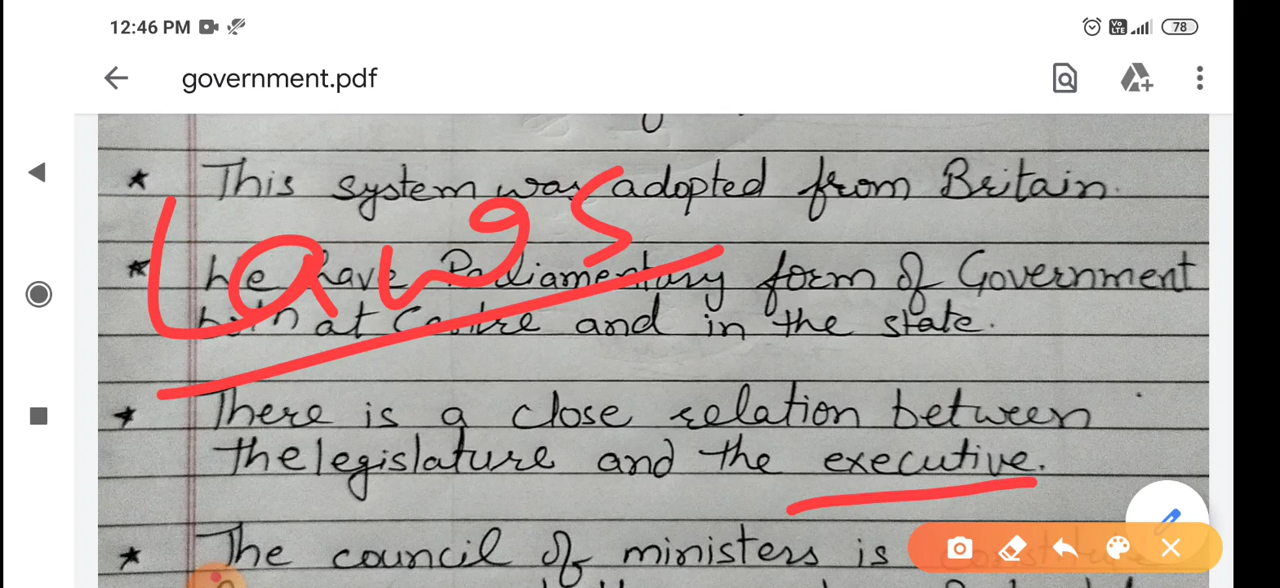 12:46 PM
78
government.pdf
* This system was adopted from Britain.
Laws
* we have Parliamentary form of Government
both at Centre and in the state.
* There is a close relation between
the legislature and the executive.
* The council of ministers is